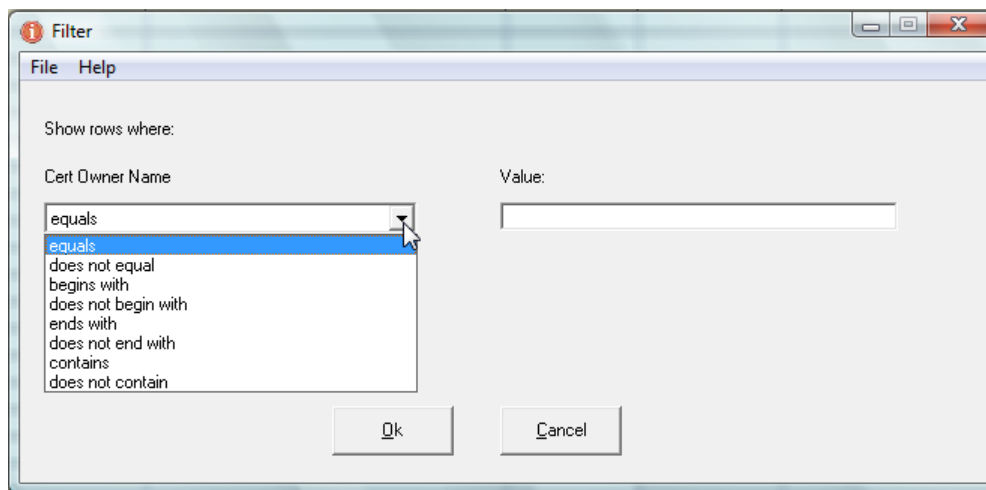 Filter
File Help
Show rows where:
Cert Owner Name Value:
equals
equals
does not equal
begins with
does not begin with
ends with
does not end with
contains
does not contain
Ok Cancel